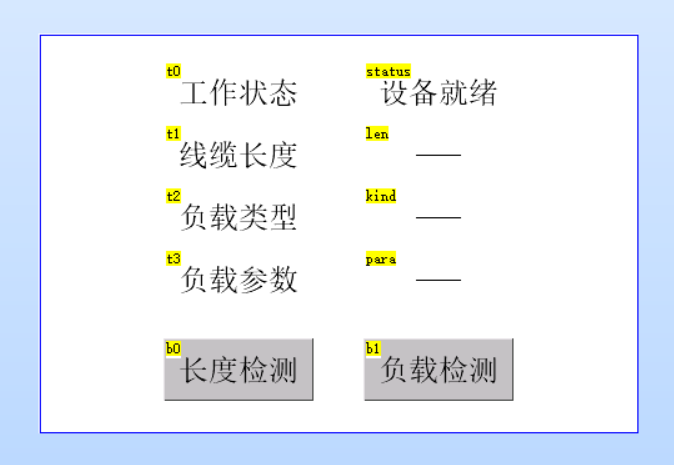 t0 status
工作状态 设备就绪
t1 len
线缆长度 ——
t2 kind
负载类型 ——
t3 para
负载参数 ——
b0 b1
长度检测 负载检测